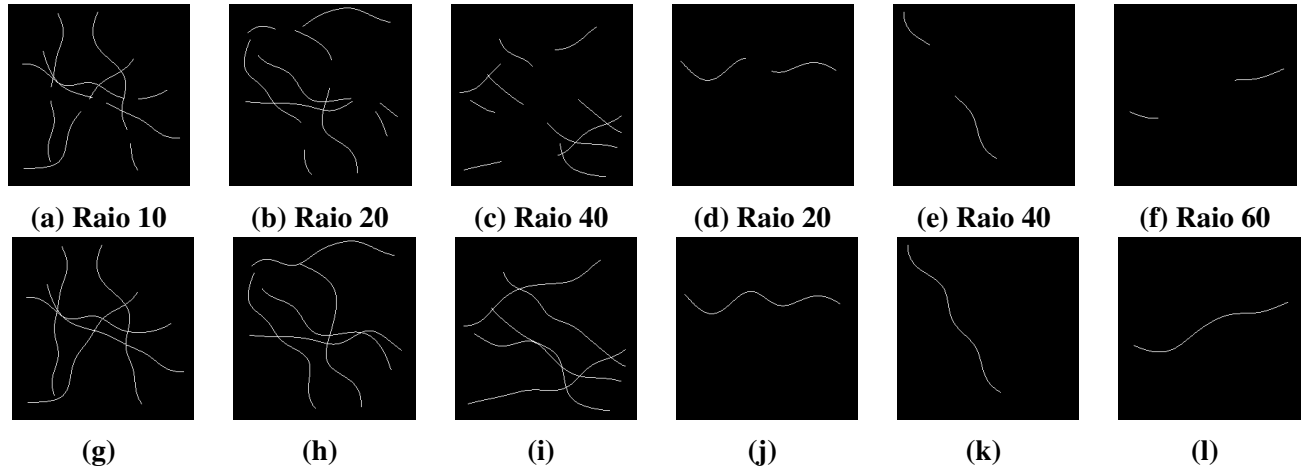 (a) Raio 10 (b) Raio 20 (c) Raio 40 (d) Raio 20 (e) Raio 40 (f) Raio 60
(g) (h) (i) (j) (k) (l)